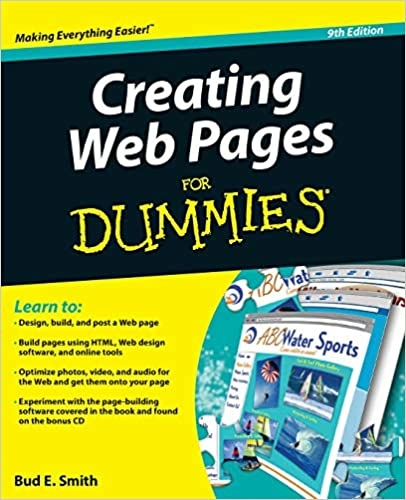 Making Everything Easier!™
9th Edition
Creating
Web Pages
FOR
DUMMIES®
Learn to:
• Design, build, and post a Web page
• Build pages using HTML, Web design
software, and online tools
• Optimize photos, video, and audio for
the Web and get them onto your page
• Experiment with the page-building
software covered in the book and found
on the bonus CD
ABC Water Sports
Bud E. Smith